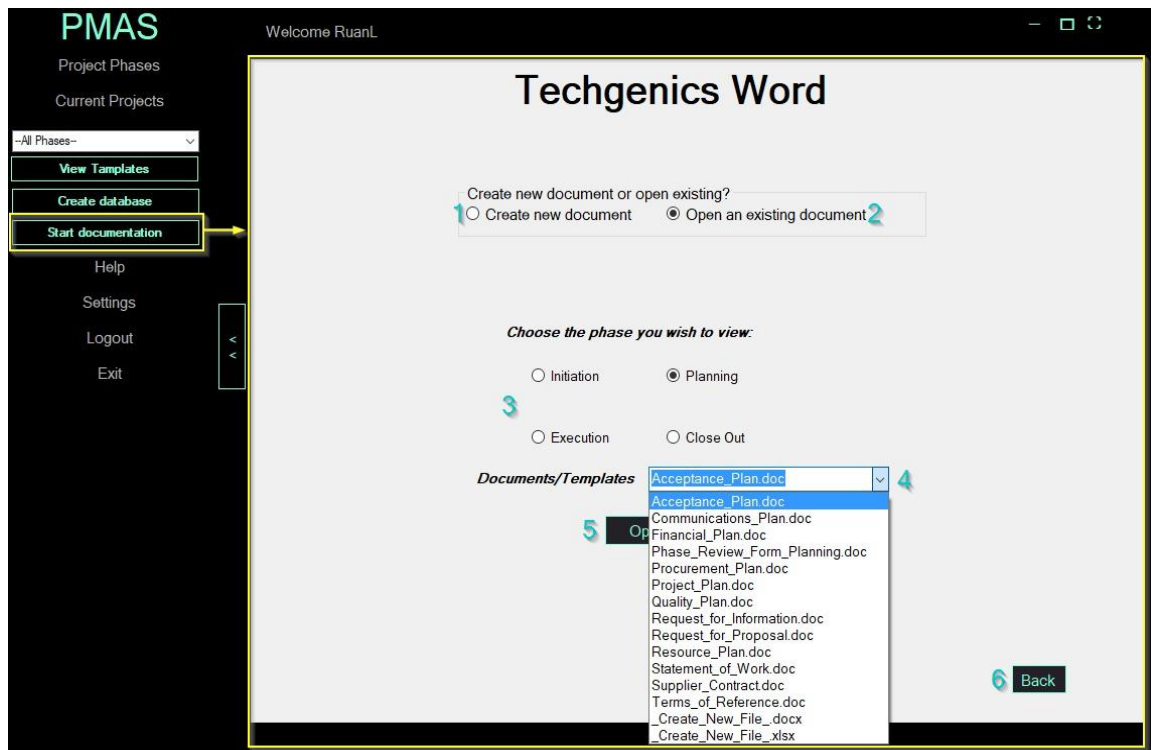 PMAS
Welcome RuanL
Project Phases
Current Projects
--All Phases--
View Tamplates
Create database
Start documentation
Help
Settings
Logout
Exit
<
<
Techgenics Word
Create new document or open existing?
1 Create new document Open an existing document 2
Choose the phase you wish to view:
Initiation Planning
3
Execution Close Out
Documents/Templates Acceptance_Plan.doc 4
Acceptance_Plan.doc
Communications_Plan.doc
5 Op
Financial_Plan.doc
Phase_Review_Form_Planning.doc
Procurement_Plan.doc
Project_Plan.doc
Quality_Plan.doc
Request_for_Information.doc
Request_for_Proposal.doc
Resource_Plan.doc
Statement_of_Work.doc
Supplier_Contract.doc
Terms_of_Reference.doc
_Create_New_File_.docx
_Create_New_File_.xlsx
6 Back